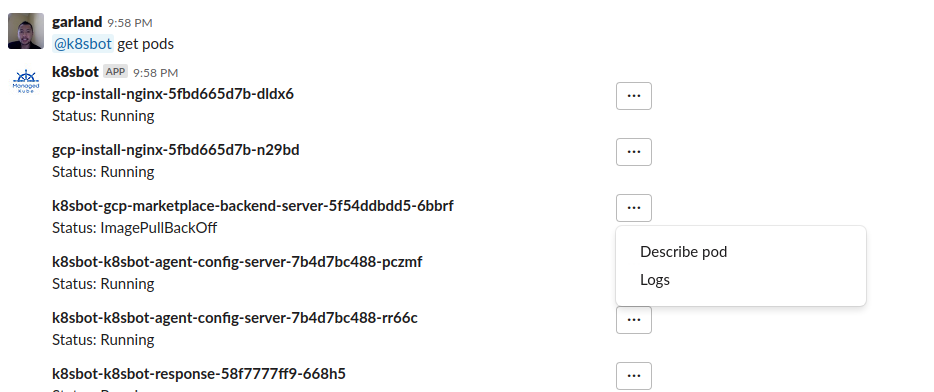 garland 9:58 PM
@k8sbot get pods
Managed
Kube
k8sbot APP 9:58 PM
gcp-install-nginx-5fbd665d7b-dldx6
Status: Running
gcp-install-nginx-5fbd665d7b-n29bd
Status: Running
k8sbot-gcp-marketplace-backend-server-5f54ddbdd5-6bbrf
Status: ImagePullBackOff
Describe pod
Logs
k8sbot-k8sbot-agent-config-server-7b4d7bc488-pczmf
Status: Running
k8sbot-k8sbot-agent-config-server-7b4d7bc488-rr66c
Status: Running
k8sbot-k8sbot-response-58f7777ff9-668h5